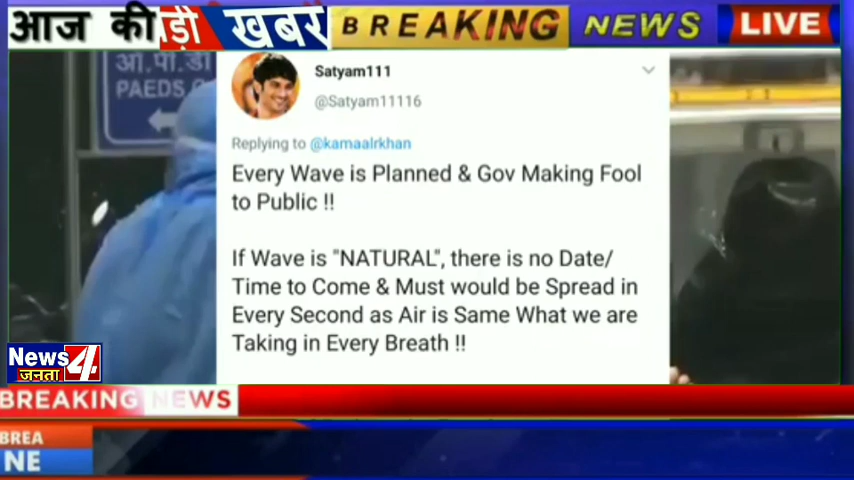 आज की बड़ी खबर BREAKING NEWS LIVE
ओ.पी.डी
PAEDS
Satyam111
@Satyam11116
Replying to @kamaalrkhan
Every Wave is Planned & Gov Making Fool
to Public !!
If Wave is "NATURAL", there is no Date/
Time to Come & Must would be Spread in
Every Second as Air is Same What we are
Taking in Every Breath !!
News 4
जनता
BREAKING NEWS
BREA
NE